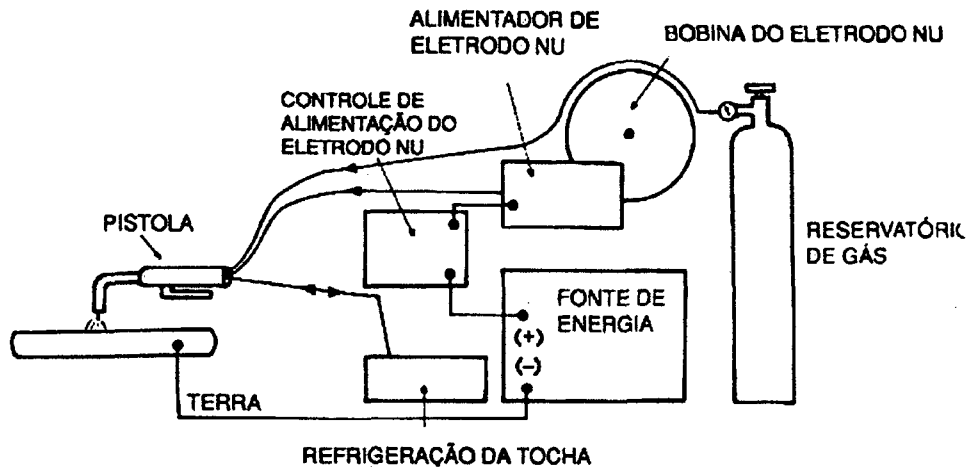 ALIMENTADOR DE
ELETRODO NU
BOBINA DO ELETRODO NU
CONTROLE DE
ALIMENTAÇÃO DO
ELETRODO NU
PISTOLA
RESERVATÓRIO
DE GÁS
FONTE DE
ENERGIA
(+)
(-)
TERRA
REFRIGERAÇÃO DA TOCHA